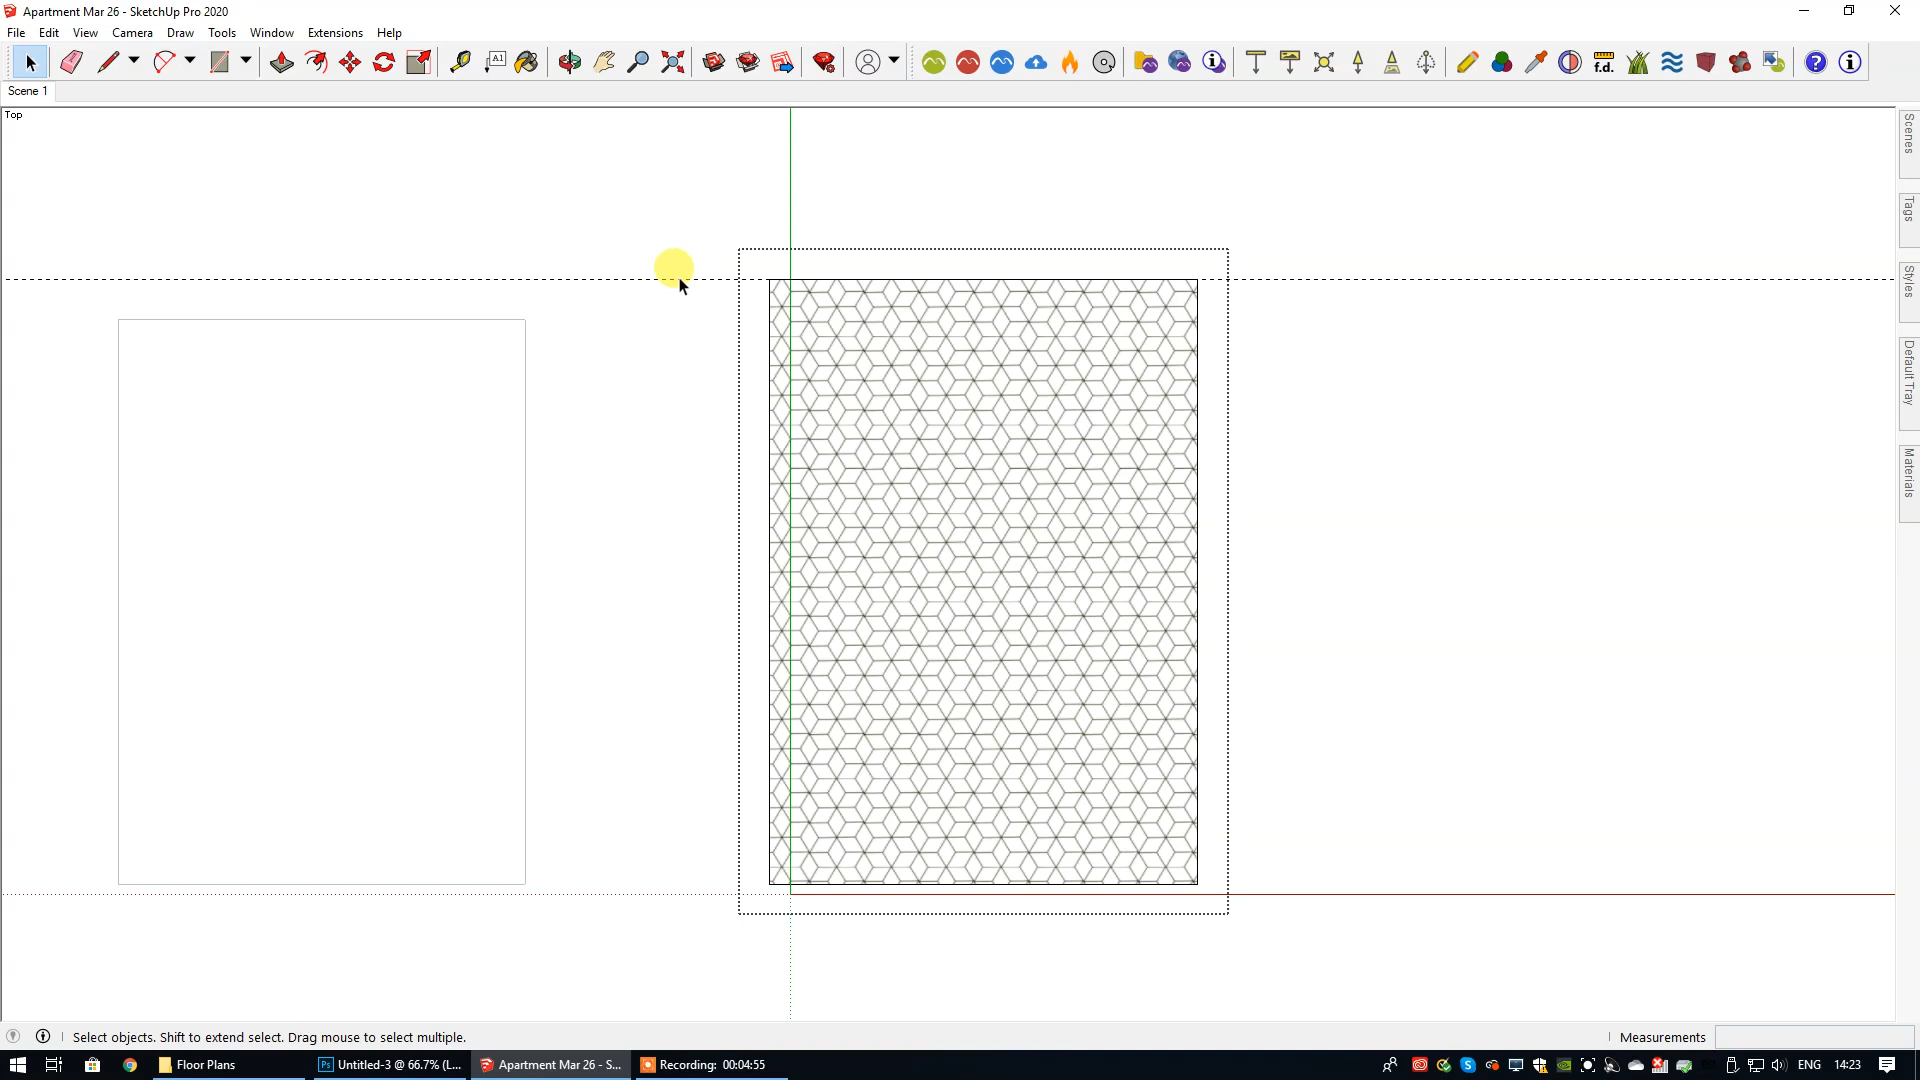 Apartment Mar 26 - SketchUp Pro 2020
File Edit View Camera Draw Tools Window Extensions Help
A1
f.d.
Scene 1
Top
Scenes
Tags
Styles
Default Tray
Materials
Select objects. Shift to extend select. Drag mouse to select multiple.
Measurements
Floor Plans
Ps
Untitled-3 @ 66.7% (L...
Apartment Mar 26 - S...
Recording: 00:04:55
ENG
14:23